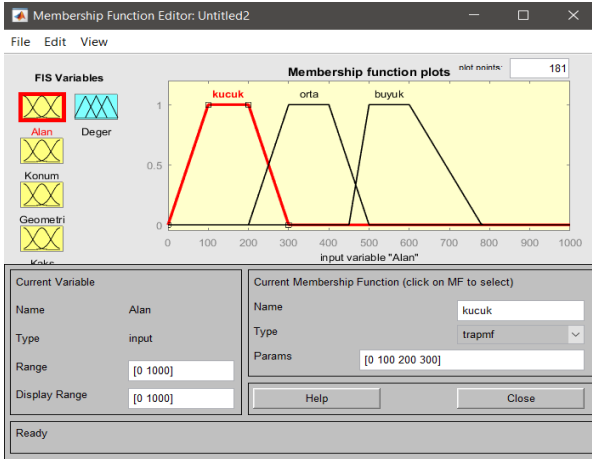 Membership Function Editor: Untitled2
File Edit View
FIS Variables
Alan
Deger
Konum
Geometri
Kaks
Membership function plots
plot points:
181
kucuk
orta
buyuk
1
0.5
0
0 100 200 300 400 500 600 700 800 900 1000
input variable "Alan"
Current Variable
Name Alan
Type input
Range [0 1000]
Display Range [0 1000]
Current Membership Function (click on MF to select)
Name kucuk
Type trapmf
Params [0 100 200 300]
Help
Close
Ready